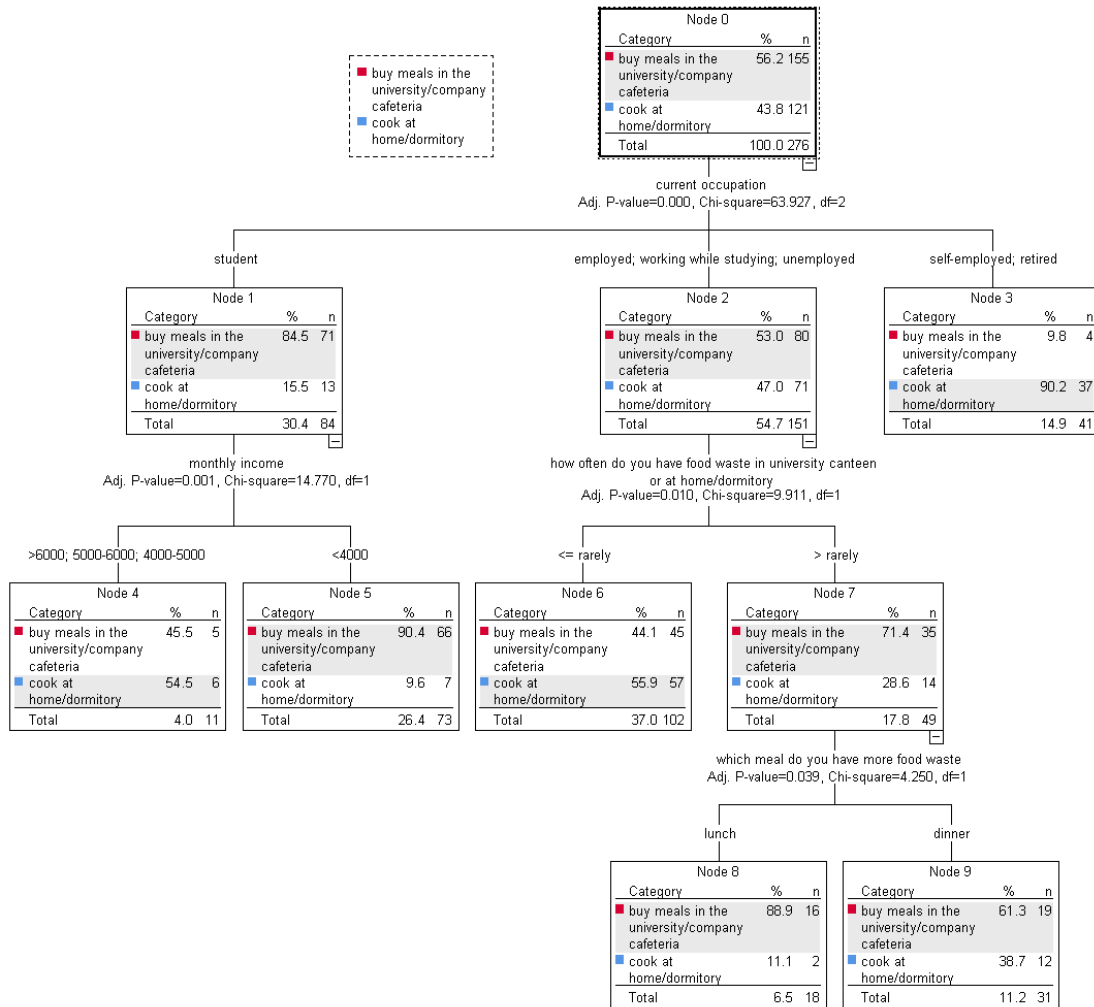 Node 0
Category % n
buy meals in the 56.2 155
university/company
cafeteria
cook at 43.8 121
home/dormitory
Total 100.0 276
buy meals in the
university/company
cafeteria
cook at
home/dormitory
current occupation
Adj. P-value=0.000, Chi-square=63.927, df=2
student
employed; working while studying; unemployed
self-employed; retired
Node 1
Category % n
buy meals in the 84.5 71
university/company
cafeteria
cook at 15.5 13
home/dormitory
Total 30.4 84
Node 2
Category % n
buy meals in the 53.0 80
university/company
cafeteria
cook at 47.0 71
home/dormitory
Total 54.7 151
Node 3
Category % n
buy meals in the 9.8 4
university/company
cafeteria
cook at 90.2 37
home/dormitory
Total 14.9 41
monthly income
Adj. P-value=0.001, Chi-square=14.770, df=1
how often do you have food waste in university canteen
or at home/dormitory
Adj. P-value=0.010, Chi-square=9.911, df=1
>6000; 5000-6000; 4000-5000
<4000
<= rarely
> rarely
Node 4
Category % n
buy meals in the 45.5 5
university/company
cafeteria
cook at 54.5 6
home/dormitory
Total 4.0 11
Node 5
Category % n
buy meals in the 90.4 66
university/company
cafeteria
cook at 9.6 7
home/dormitory
Total 26.4 73
Node 6
Category % n
buy meals in the 44.1 45
university/company
cafeteria
cook at 55.9 57
home/dormitory
Total 37.0 102
Node 7
Category % n
buy meals in the 71.4 35
university/company
cafeteria
cook at 28.6 14
home/dormitory
Total 17.8 49
which meal do you have more food waste
Adj. P-value=0.039, Chi-square=4.250, df=1
lunch
dinner
Node 8
Category % n
buy meals in the 88.9 16
university/company
cafeteria
cook at 11.1 2
home/dormitory
Total 6.5 18
Node 9
Category % n
buy meals in the 61.3 19
university/company
cafeteria
cook at 38.7 12
home/dormitory
Total 11.2 31